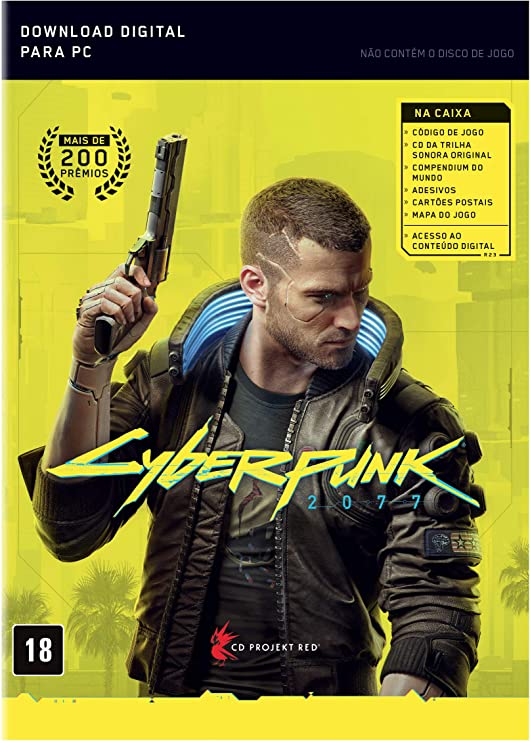 DOWNLOAD DIGITAL
PARA PC
NÃO CONTÉM O DISCO DE JOGO
MAIS DE
200
PRÊMIOS
NA CAIXA
» CÓDIGO DE JOGO
» CD DA TRILHA
SONORA ORIGINAL
» COMPENDIUM DO
MUNDO
» ADESIVOS
» CARTÕES POSTAIS
» MAPA DO JOGO
» ACESSO AO
CONTEÚDO DIGITAL
R23
CYBERPUNK
2077
18
CD PROJEKT RED®